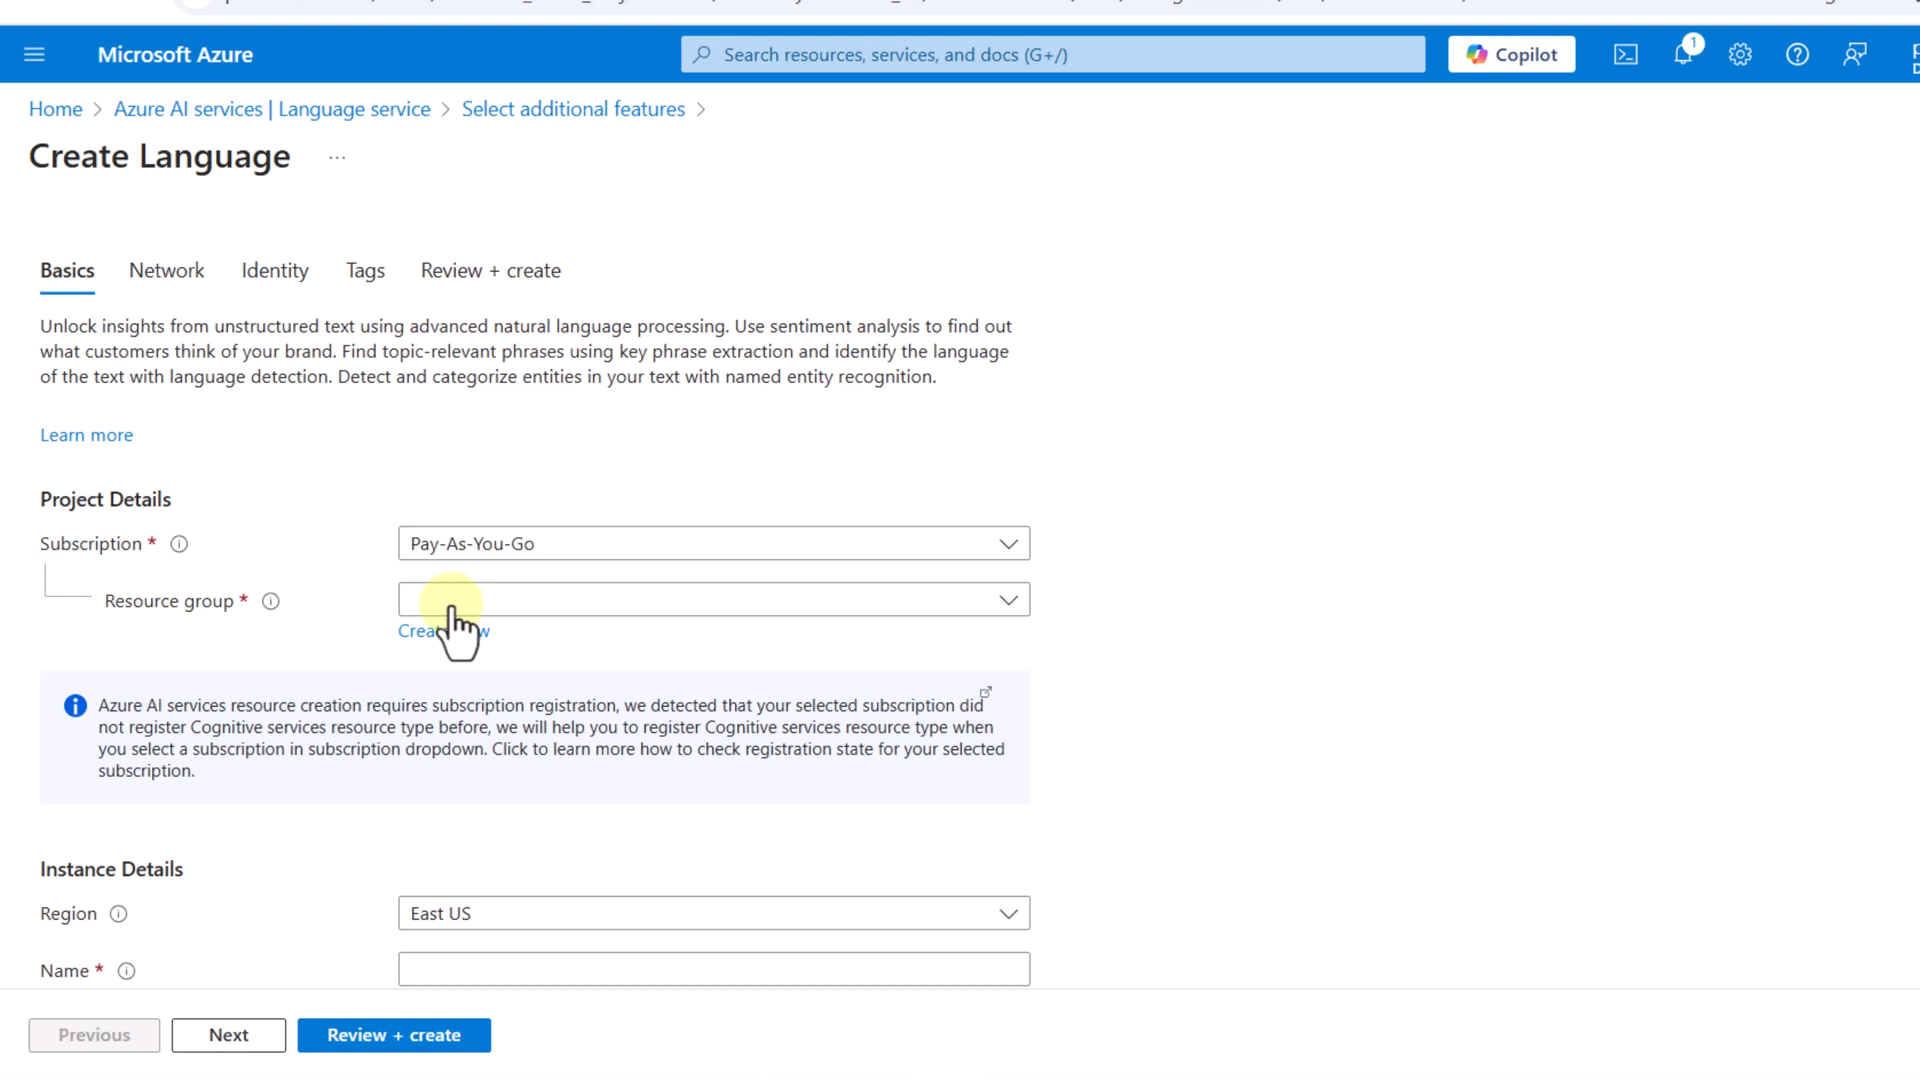 Microsoft Azure
Search resources, services, and docs (G+/)
Copilot
1
Home > Azure AI services | Language service > Select additional features >
Create Language ...
Basics Network Identity Tags Review + create
Unlock insights from unstructured text using advanced natural language processing. Use sentiment analysis to find out
what customers think of your brand. Find topic-relevant phrases using key phrase extraction and identify the language
of the text with language detection. Detect and categorize entities in your text with named entity recognition.
Learn more
Project Details
Subscription * Pay-As-You-Go
Resource group *
Azure AI services resource creation requires subscription registration, we detected that your selected subscription did
not register Cognitive services resource type before, we will help you to register Cognitive services resource type when
you select a subscription in subscription dropdown. Click to learn more how to check registration state for your selected
subscription.
Instance Details
Region East US
Name *
Previous Next Review + create